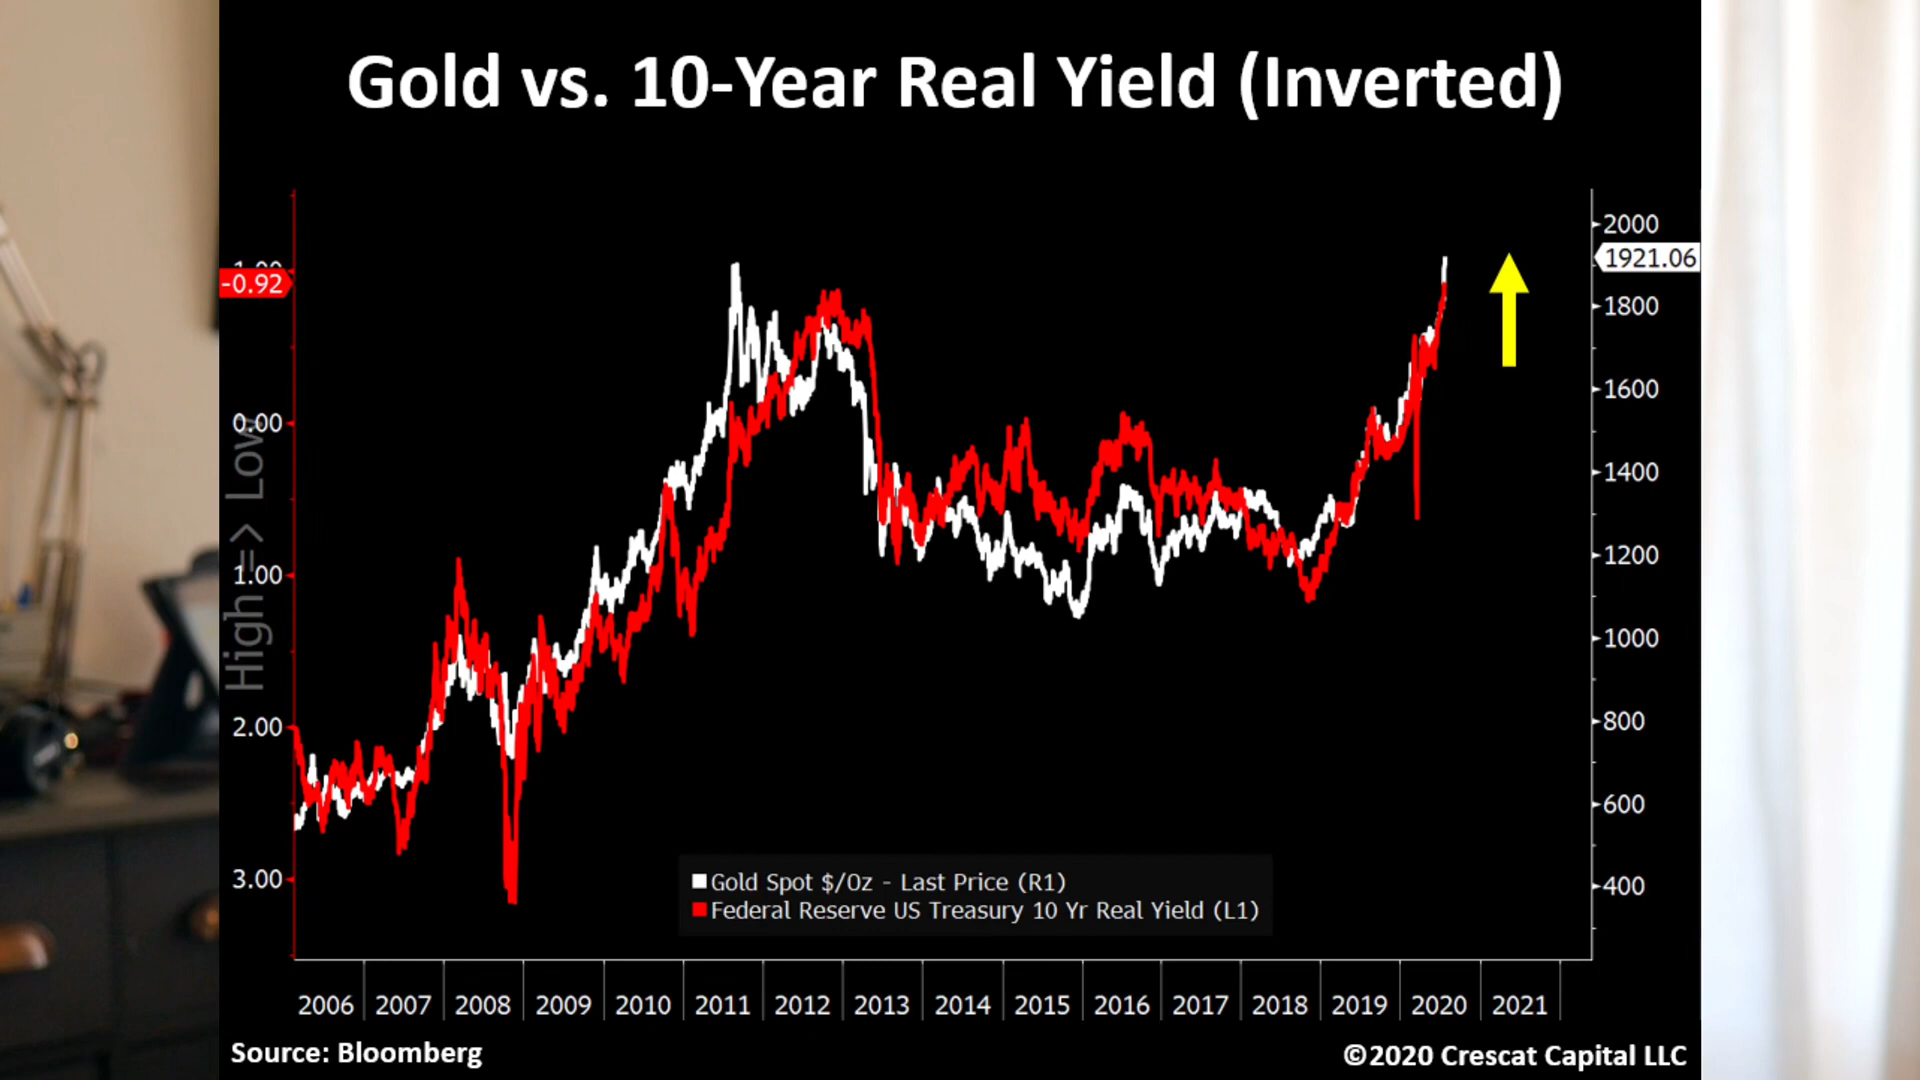 Gold vs. 10-Year Real Yield (Inverted)
-0.92
0.00
1.00
2.00
3.00
High => Low
2000
1921.06
1800
1600
1400
1200
1000
800
600
400
Gold Spot $/Oz - Last Price (R1)
Federal Reserve US Treasury 10 Yr Real Yield (L1)
2006 2007 2008 2009 2010 2011 2012 2013 2014 2015 2016 2017 2018 2019 2020 2021
Source: Bloomberg
©2020 Crescat Capital LLC